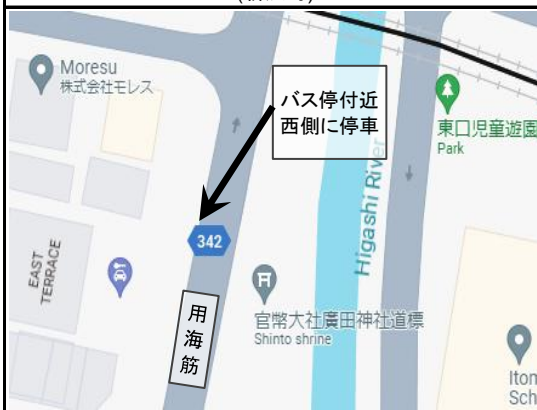 Moresu
株式会社モレス
バス停付近
西側に停車
東口児童遊園
Park
Higashi River
342
EAST
TERRACE
用
海
筋
官幣大社廣田神社道標
Shinto shrine
Iton
Sch